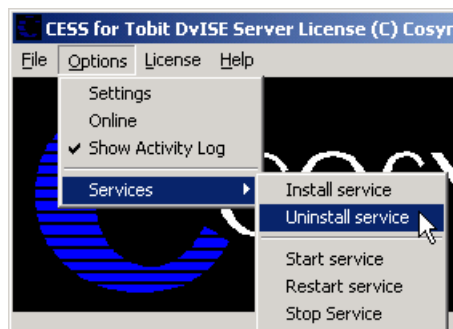 CESS for Tobit DvISE Server License (C) Cosyn
File Options License Help
Settings
Online
Show Activity Log
Services
Install service
Uninstall service
Start service
Restart service
Stop Service